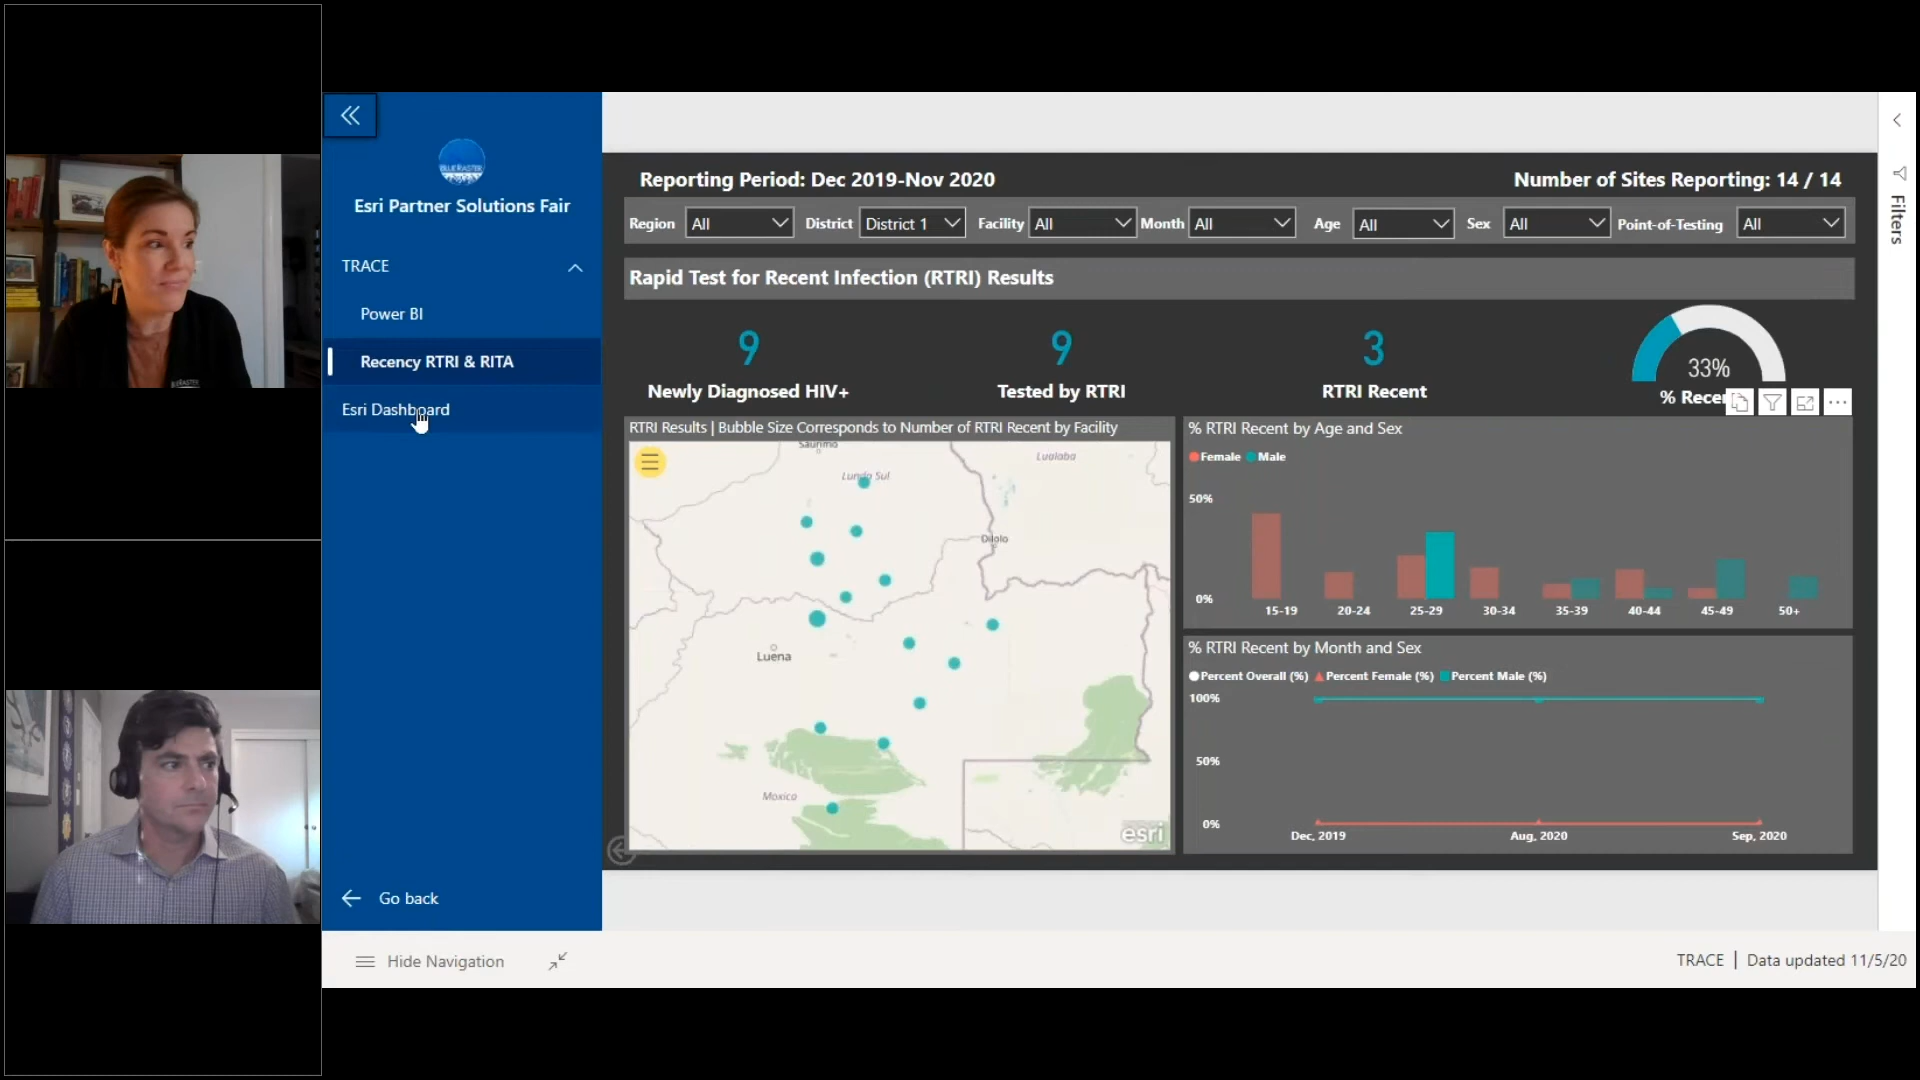 BLUE RASTER
Esri Partner Solutions Fair
TRACE
Power BI
Recency RTRI & RITA
Esri Dashboard
Go back
Hide Navigation
Reporting Period: Dec 2019-Nov 2020
Number of Sites Reporting: 14 / 14
Region All District District 1 Facility All Month All Age All Sex All Point-of-Testing All
Rapid Test for Recent Infection (RTRI) Results
9 9 3 33%
Newly Diagnosed HIV+ Tested by RTRI RTRI Recent % Rece
RTRI Results | Bubble Size Corresponds to Number of RTRI Recent by Facility
Saurimo
Lualaba
Lunda Sul
Dilolo
Luena
Moxico
esri
% RTRI Recent by Age and Sex
Female Male
50%
0%
15-19 20-24 25-29 30-34 35-39 40-44 45-49 50+
% RTRI Recent by Month and Sex
Percent Overall (%) Percent Female (%) Percent Male (%)
100%
50%
0%
Dec, 2019 Aug, 2020 Sep, 2020
Filters
TRACE | Data updated 11/5/20